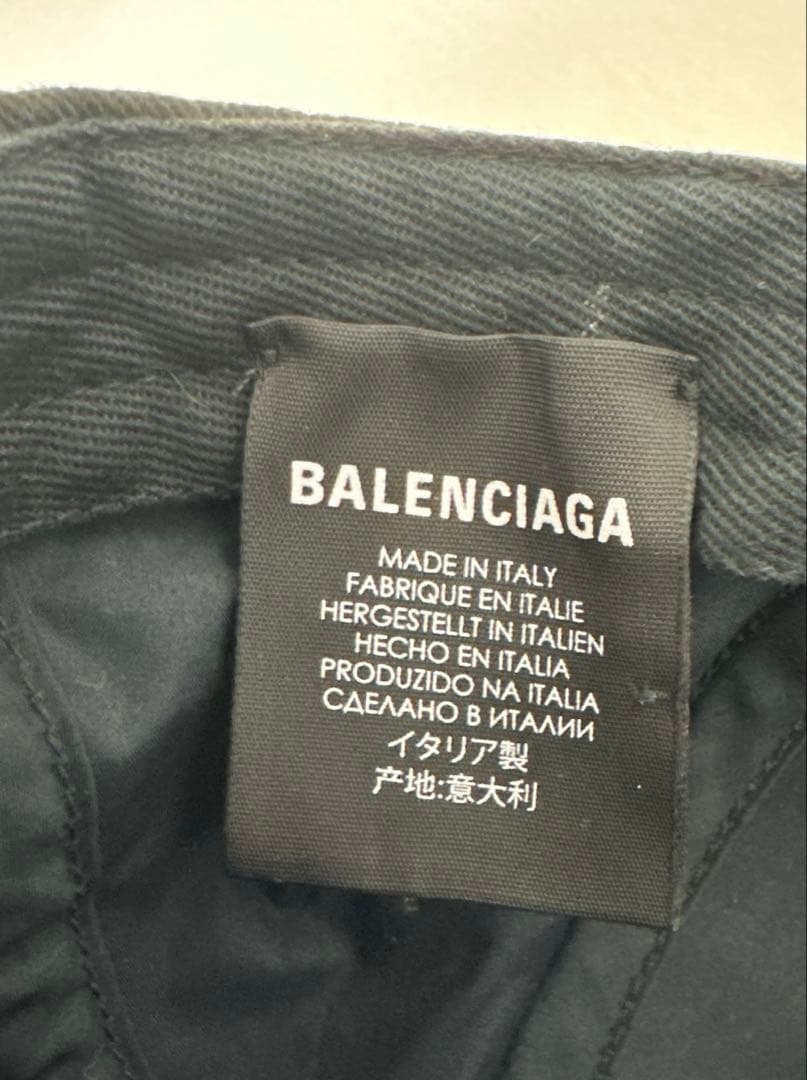 BALENCIAGA
MADE IN ITALY
FABRIQUE EN ITALIE
HERGESTELLT IN ITALIEN
HECHO EN ITALIA
PRODUZIDO NA ITALIA
СДЕЛАНО В ИТАЛИИ
イタリア製
产地:意大利